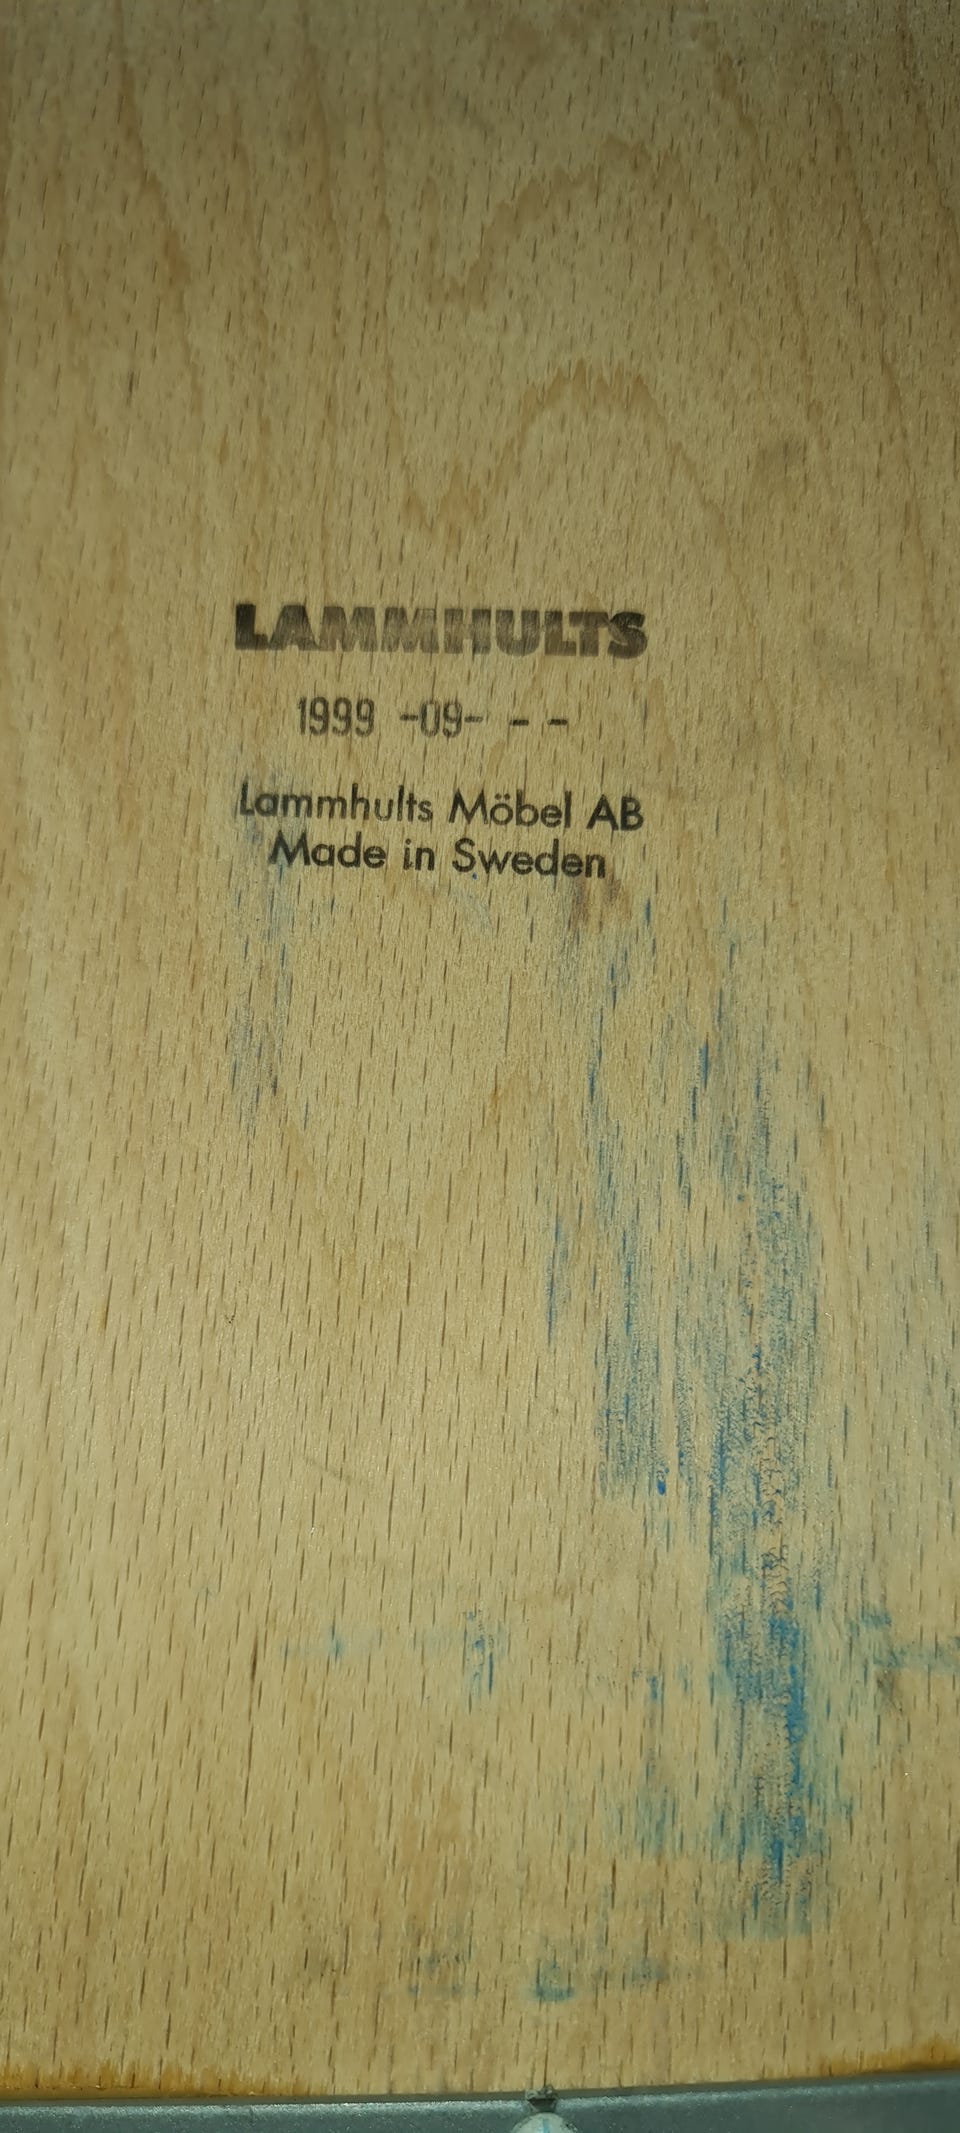 LAMMHULTS
1999 -09- - -
Lammhults Möbel AB
Made in Sweden